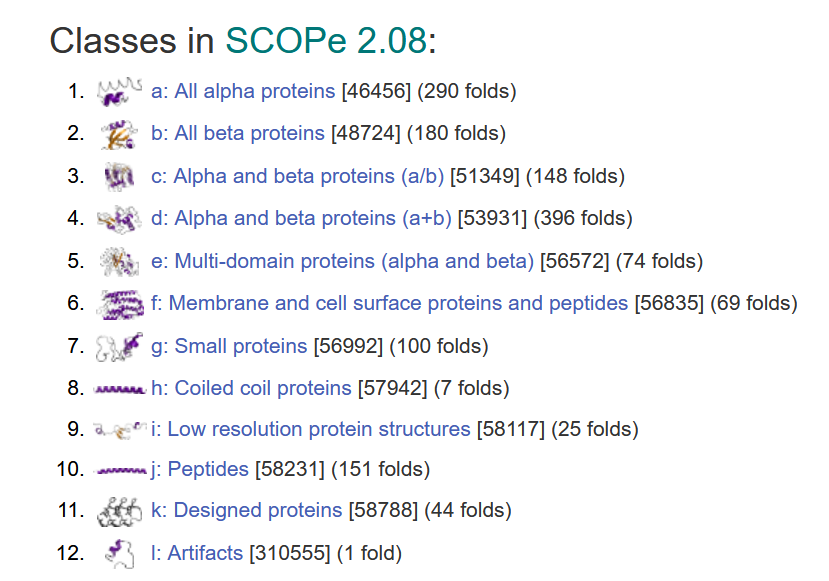 Classes in SCOPe 2.08:
1. a: All alpha proteins [46456] (290 folds)
2. b: All beta proteins [48724] (180 folds)
3. c: Alpha and beta proteins (a/b) [51349] (148 folds)
4. d: Alpha and beta proteins (a+b) [53931] (396 folds)
5. e: Multi-domain proteins (alpha and beta) [56572] (74 folds)
6. f: Membrane and cell surface proteins and peptides [56835] (69 folds)
7. g: Small proteins [56992] (100 folds)
8. h: Coiled coil proteins [57942] (7 folds)
9. i: Low resolution protein structures [58117] (25 folds)
10. j: Peptides [58231] (151 folds)
11. k: Designed proteins [58788] (44 folds)
12. l: Artifacts [310555] (1 fold)